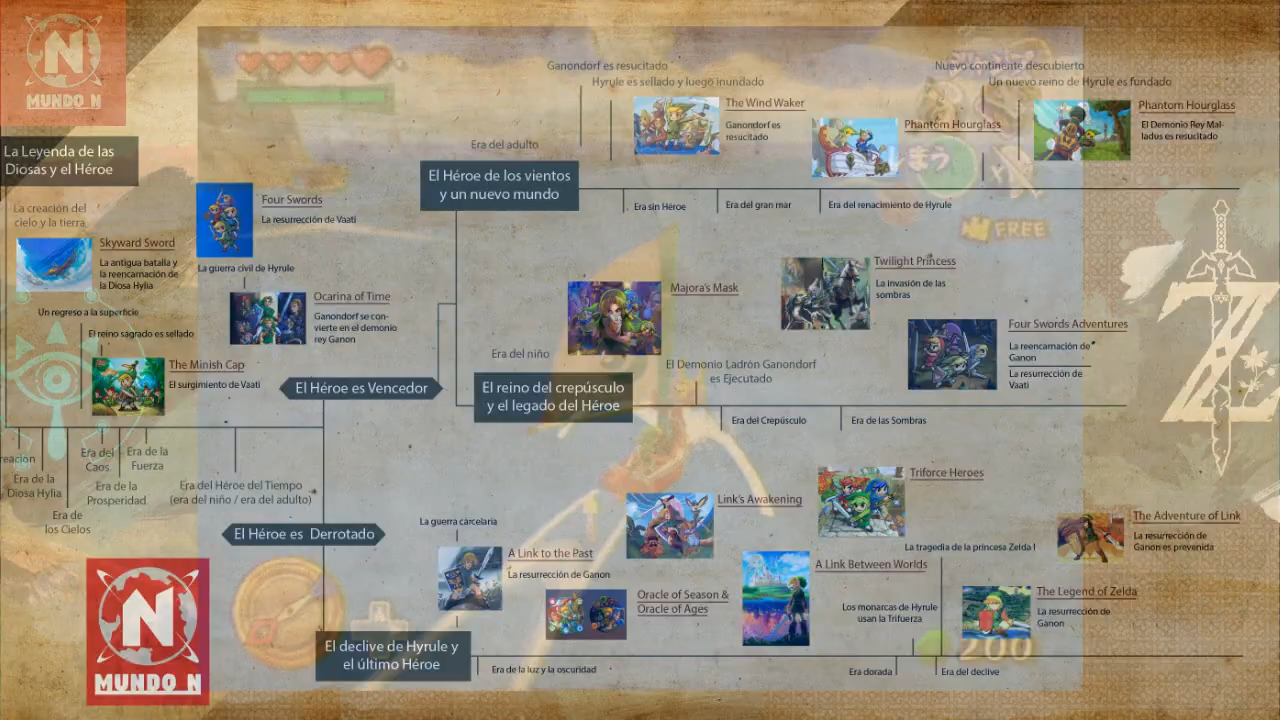 N
MUNDO_N
La Leyenda de las
Diosas y el Héroe
La creación del
cielo y la tierra
Skyward Sword
La antigua batalla y
la reencarnación de
la Diosa Hylia
Un regreso a la superficie
El reino sagrado es sellado
The Minish Cap
El surgimiento de Vaati
Four Swords
La resurrección de Vaati
La guerra civil de Hyrule
Ocarina of Time
Ganondorf se con-
vierte en el demonio
rey Ganon
El Héroe es Vencedor
reacion
Era de la
Diosa Hylia
Era de
los Cielos
Era del
Caos
Era de la
Prosperidad
Era de la
Fuerza
Era del Héroe del Tiempo
(era del niño / era del adulto)
El Héroe es Derrotado
Era del adulto
El Héroe de los vientos
y un nuevo mundo
Ganondorf es resucitado
Hyrule es sellado y luego inundado
The Wind Waker
Ganondorf es
resucitado
Phantom Hourglass
Nuevo continente descubierto
Un nuevo reino de Hyrule es fundado
Phantom Hourglass
El Demonio Rey Mal-
ladus es resucitado
Era sin Héroe
Era del gran mar
Era del renacimiento de Hyrule
まう
FREE
Era del niño
El reino del crepúsculo
y el legado del Héroe
Majora's Mask
El Demonio Ladrón Ganondorf
es Ejecutado
Twilight Princess
La invasión de las
sombras
Four Swords Adventures
La reencarnación de
Ganon
La resurrección de
Vaati
Era del Crepúsculo
Era de las Sombras
Z
La guerra carcelaria
A Link to the Past
La resurrección de Ganon
Oracle of Season &
Oracle of Ages
Link's Awakening
Triforce Heroes
A Link Between Worlds
La tragedia de la princesa Zelda I
Los monarcas de Hyrule
usan la Trifuerza
The Adventure of Link
La resurrección de
Ganon es prevenida
The Legend of Zelda
La resurrección de
Ganon
200
El declive de Hyrule y
el último Héroe
Era de la luz y la oscuridad
Era dorada
Era del declive
N
MUNDO_N